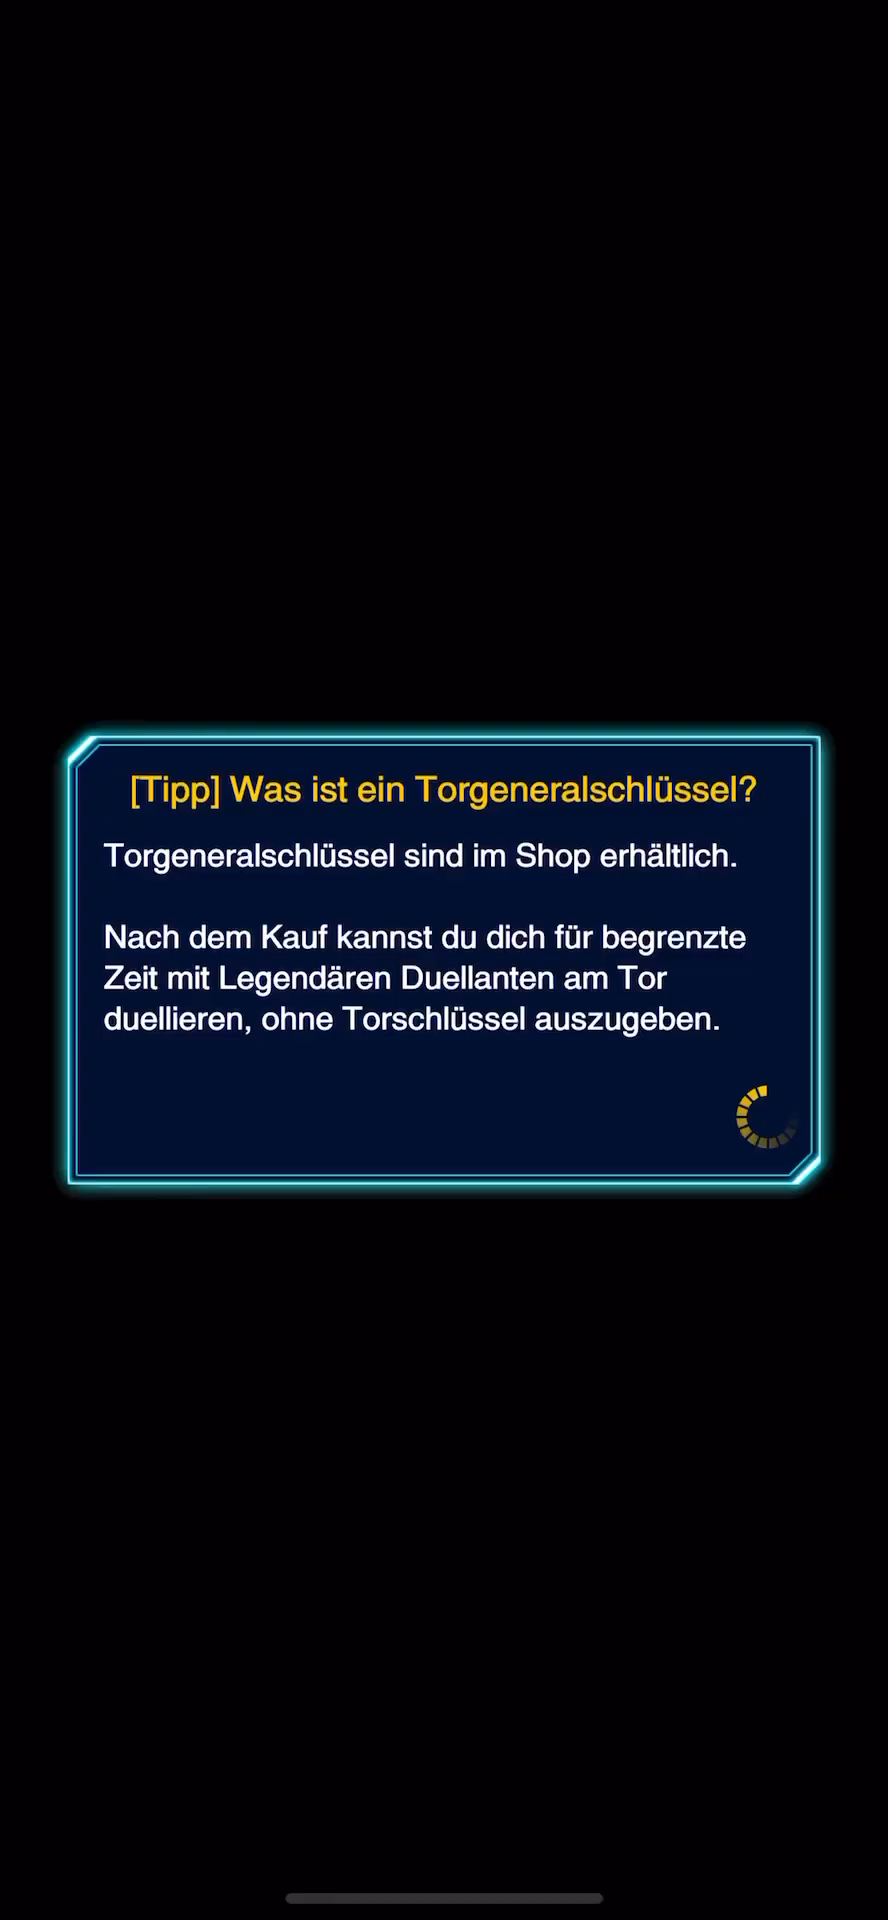 [Tipp] Was ist ein Torgeneralschlüssel?
Torgeneralschlüssel sind im Shop erhältlich.
Nach dem Kauf kannst du dich für begrenzte
Zeit mit Legendären Duellanten am Tor
duellieren, ohne Torschlüssel auszugeben.